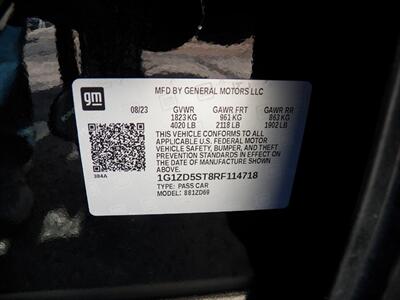 gm
MFD BY GENERAL MOTORS LLC
08/23 GVWR GAWR FRT GAWR RR
1823 KG 961 KG 863 KG
4020 LB 2118 LB 1902 LB
THIS VEHICLE CONFORMS TO ALL
APPLICABLE U.S. FEDERAL MOTOR
VEHICLE SAFETY, BUMPER, AND THEFT
PREVENTION STANDARDS IN EFFECT ON
THE DATE OF MANUFACTURE SHOWN
ABOVE.
384A
1G1ZD5ST8RF114718
TYPE: PASS CAR
MODEL: 881ZD69